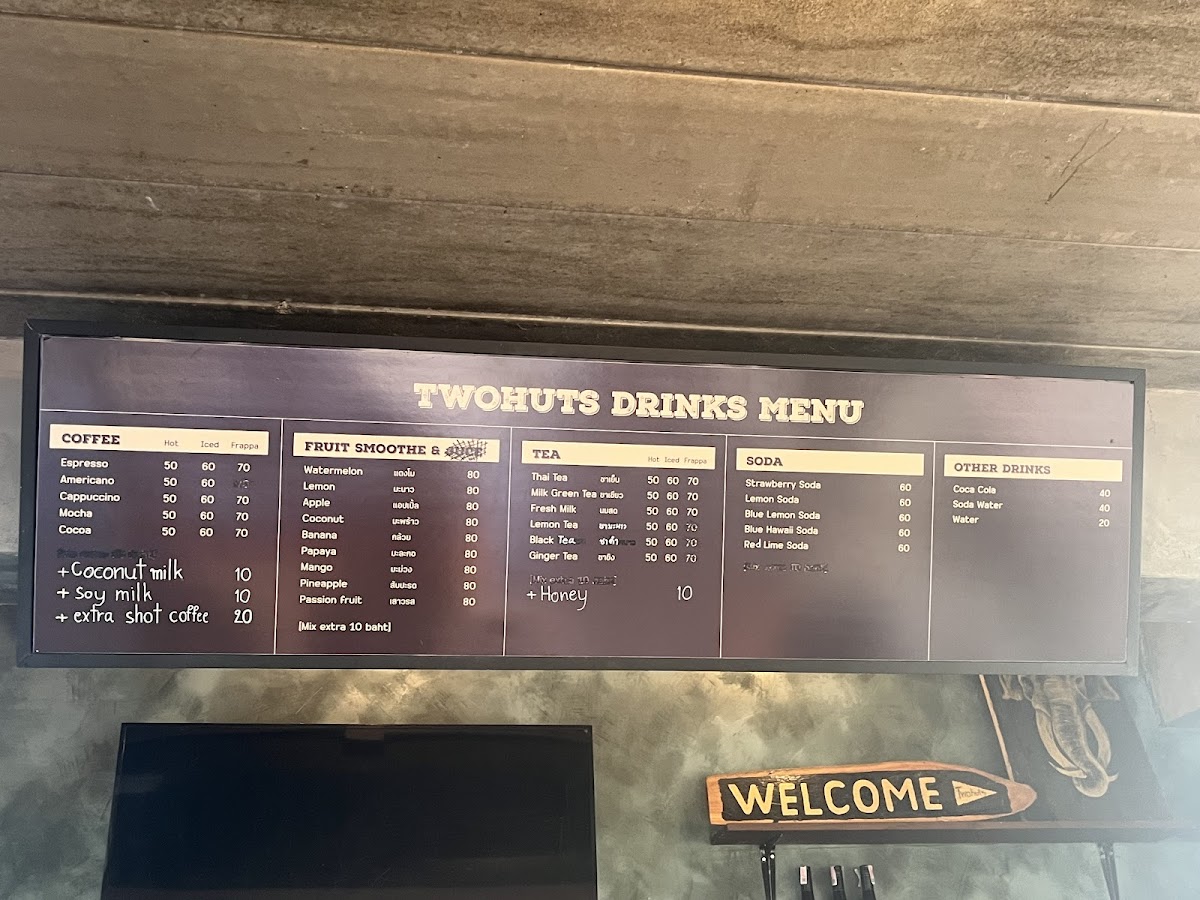 TWOHUTS DRINKS MENU
COFFEE Hot Iced Frappa
Espresso 50 60 70
Americano 50 60
Cappuccino 50 60 70
Mocha 50 60 70
Cocoa 50 60 70
+ Coconut milk 10
+ Soy milk 10
+ extra shot coffee 20
FRUIT SMOOTHE &
Watermelon แตงโม 80
Lemon มะนาว 80
Apple แอปเปิ้ล 80
Coconut มะพร้าว 80
Banana กล้วย 80
Papaya มะละกอ 80
Mango มะม่วง 80
Pineapple สับปะรด 80
Passion fruit เสาวรส 80
(Mix extra 10 baht)
TEA Hot Iced Frappa
Thai Tea ชาเย็น 50 60 70
Milk Green Tea ชาเขียว 50 60 70
Fresh Milk นมสด 50 60 70
Lemon Tea ชามะนาว 50 60 70
Black Tea ชาดำ 50 60 70
Ginger Tea ชาขิง 50 60 70
+ Honey 10
SODA
Strawberry Soda 60
Lemon Soda 60
Blue Lemon Soda 60
Blue Hawaii Soda 60
Red Lime Soda 60
OTHER DRINKS
Coca Cola 40
Soda Water 40
Water 20
WELCOME
Twohuts